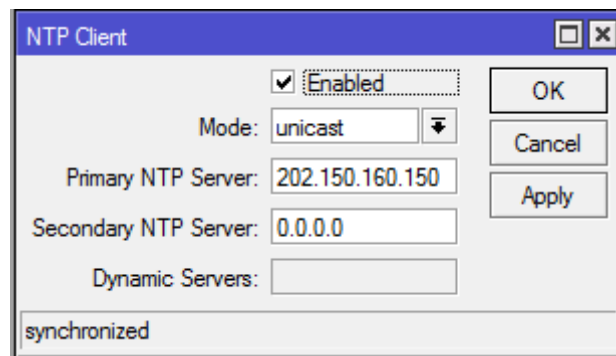 NTP Client
Enabled
OK
Mode: unicast
Cancel
Primary NTP Server: 202.150.160.150
Apply
Secondary NTP Server: 0.0.0.0
Dynamic Servers:
synchronized